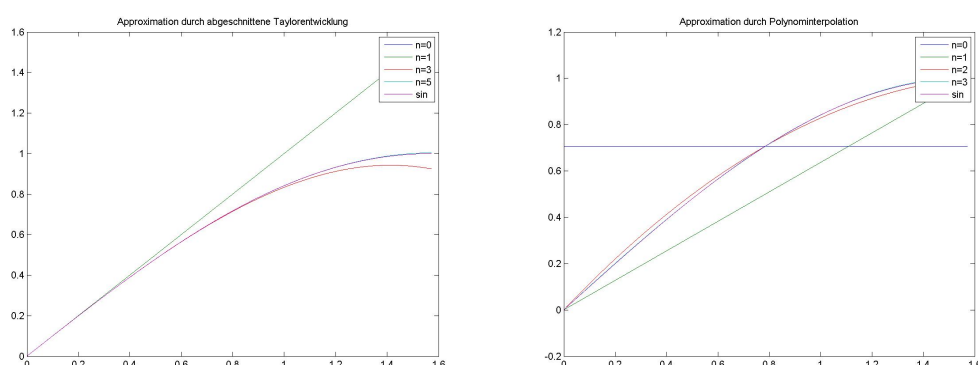 Approximation durch abgeschnittene Taylorentwicklung
1.6
1.4
1.2
1
0.8
0.6
0.4
0.2
0
0 0.2 0.4 0.6 0.8 1 1.2 1.4 1.6
n=0
n=1
n=3
n=5
sin
Approximation durch Polynominterpolation
1.2
1
0.8
0.6
0.4
0.2
0
-0.2
0 0.2 0.4 0.6 0.8 1 1.2 1.4 1.6
n=0
n=1
n=2
n=3
sin